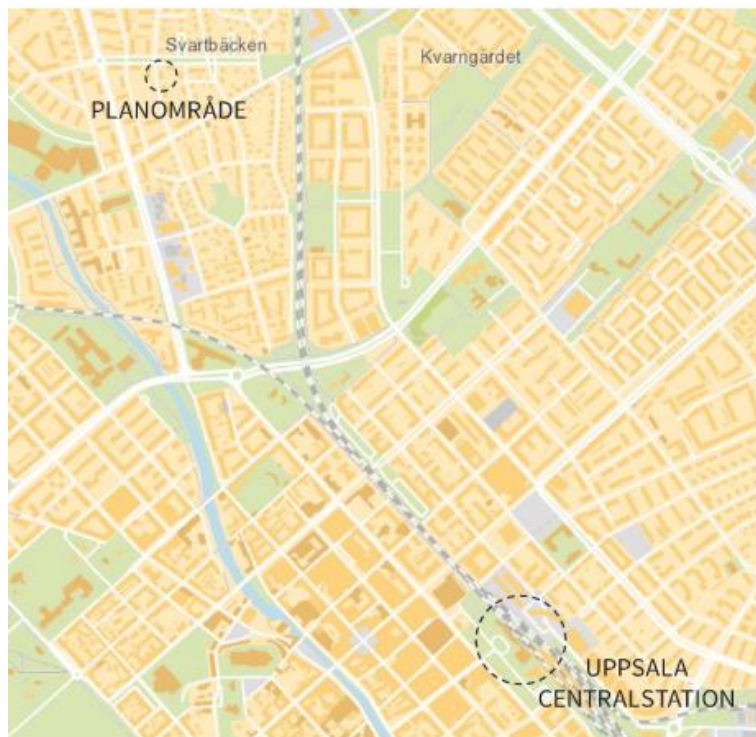 Svartbäcken
Kvarngärdet
PLANOMRÅDE
UPPSALA
CENTRALSTATION